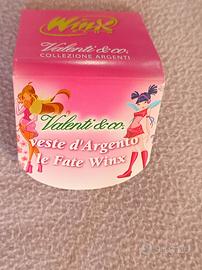 WinX
Valenti & co.
COLLEZIONE ARGENTI
Valenti & co.
veste d'Argento
le Fate Winx